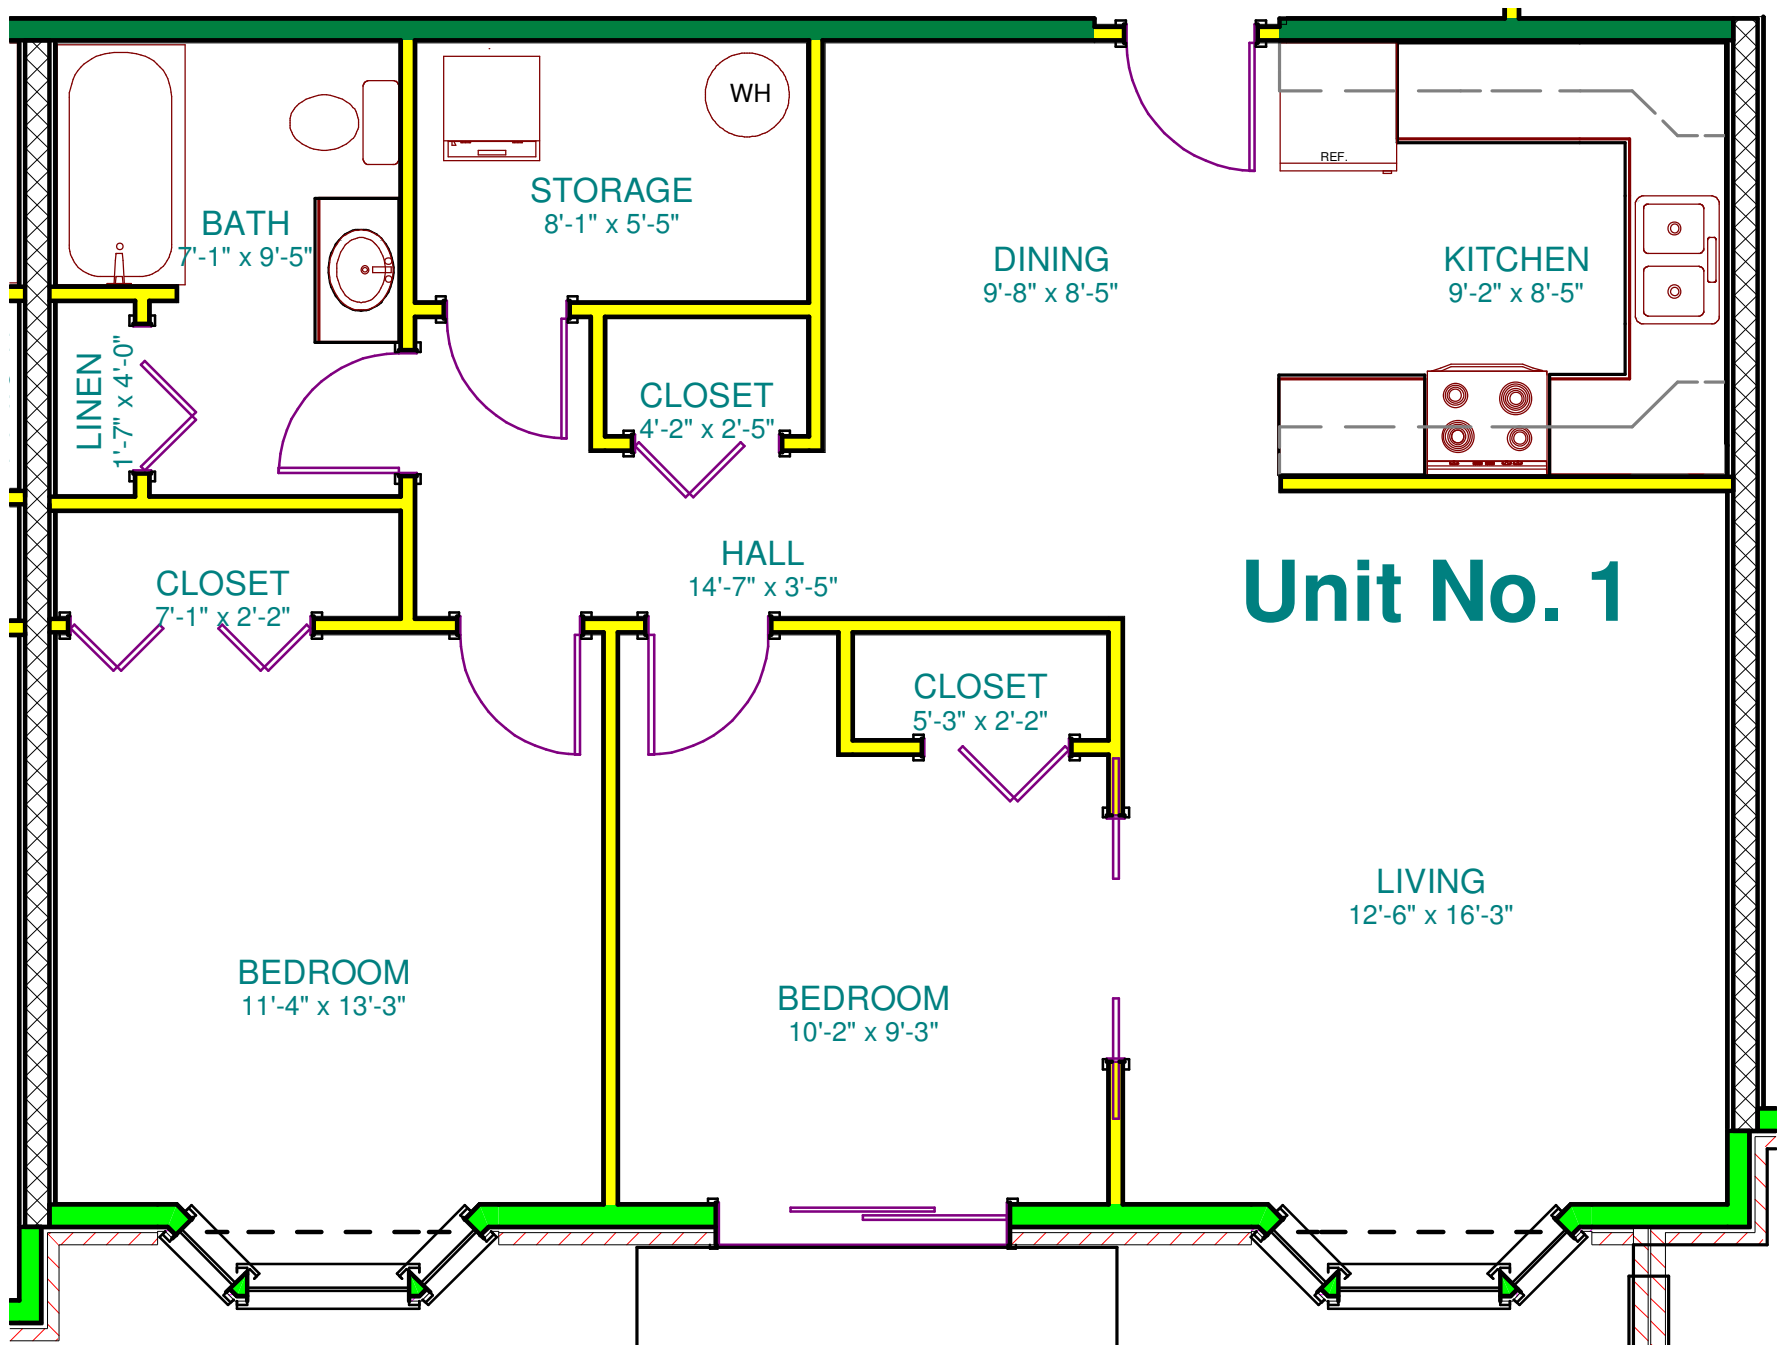 WH
REF.
STORAGE
8'-1" x 5'-5"
BATH
7'-1" x 9'-5"
DINING
9'-8" x 8'-5"
KITCHEN
9'-2" x 8'-5"
LINEN
1'-7" x 4'-0"
CLOSET
4'-2" x 2'-5"
HALL
14'-7" x 3'-5"
CLOSET
7'-1" x 2'-2"
Unit No. 1
CLOSET
5'-3" x 2'-2"
LIVING
12'-6" x 16'-3"
BEDROOM
11'-4" x 13'-3"
BEDROOM
10'-2" x 9'-3"